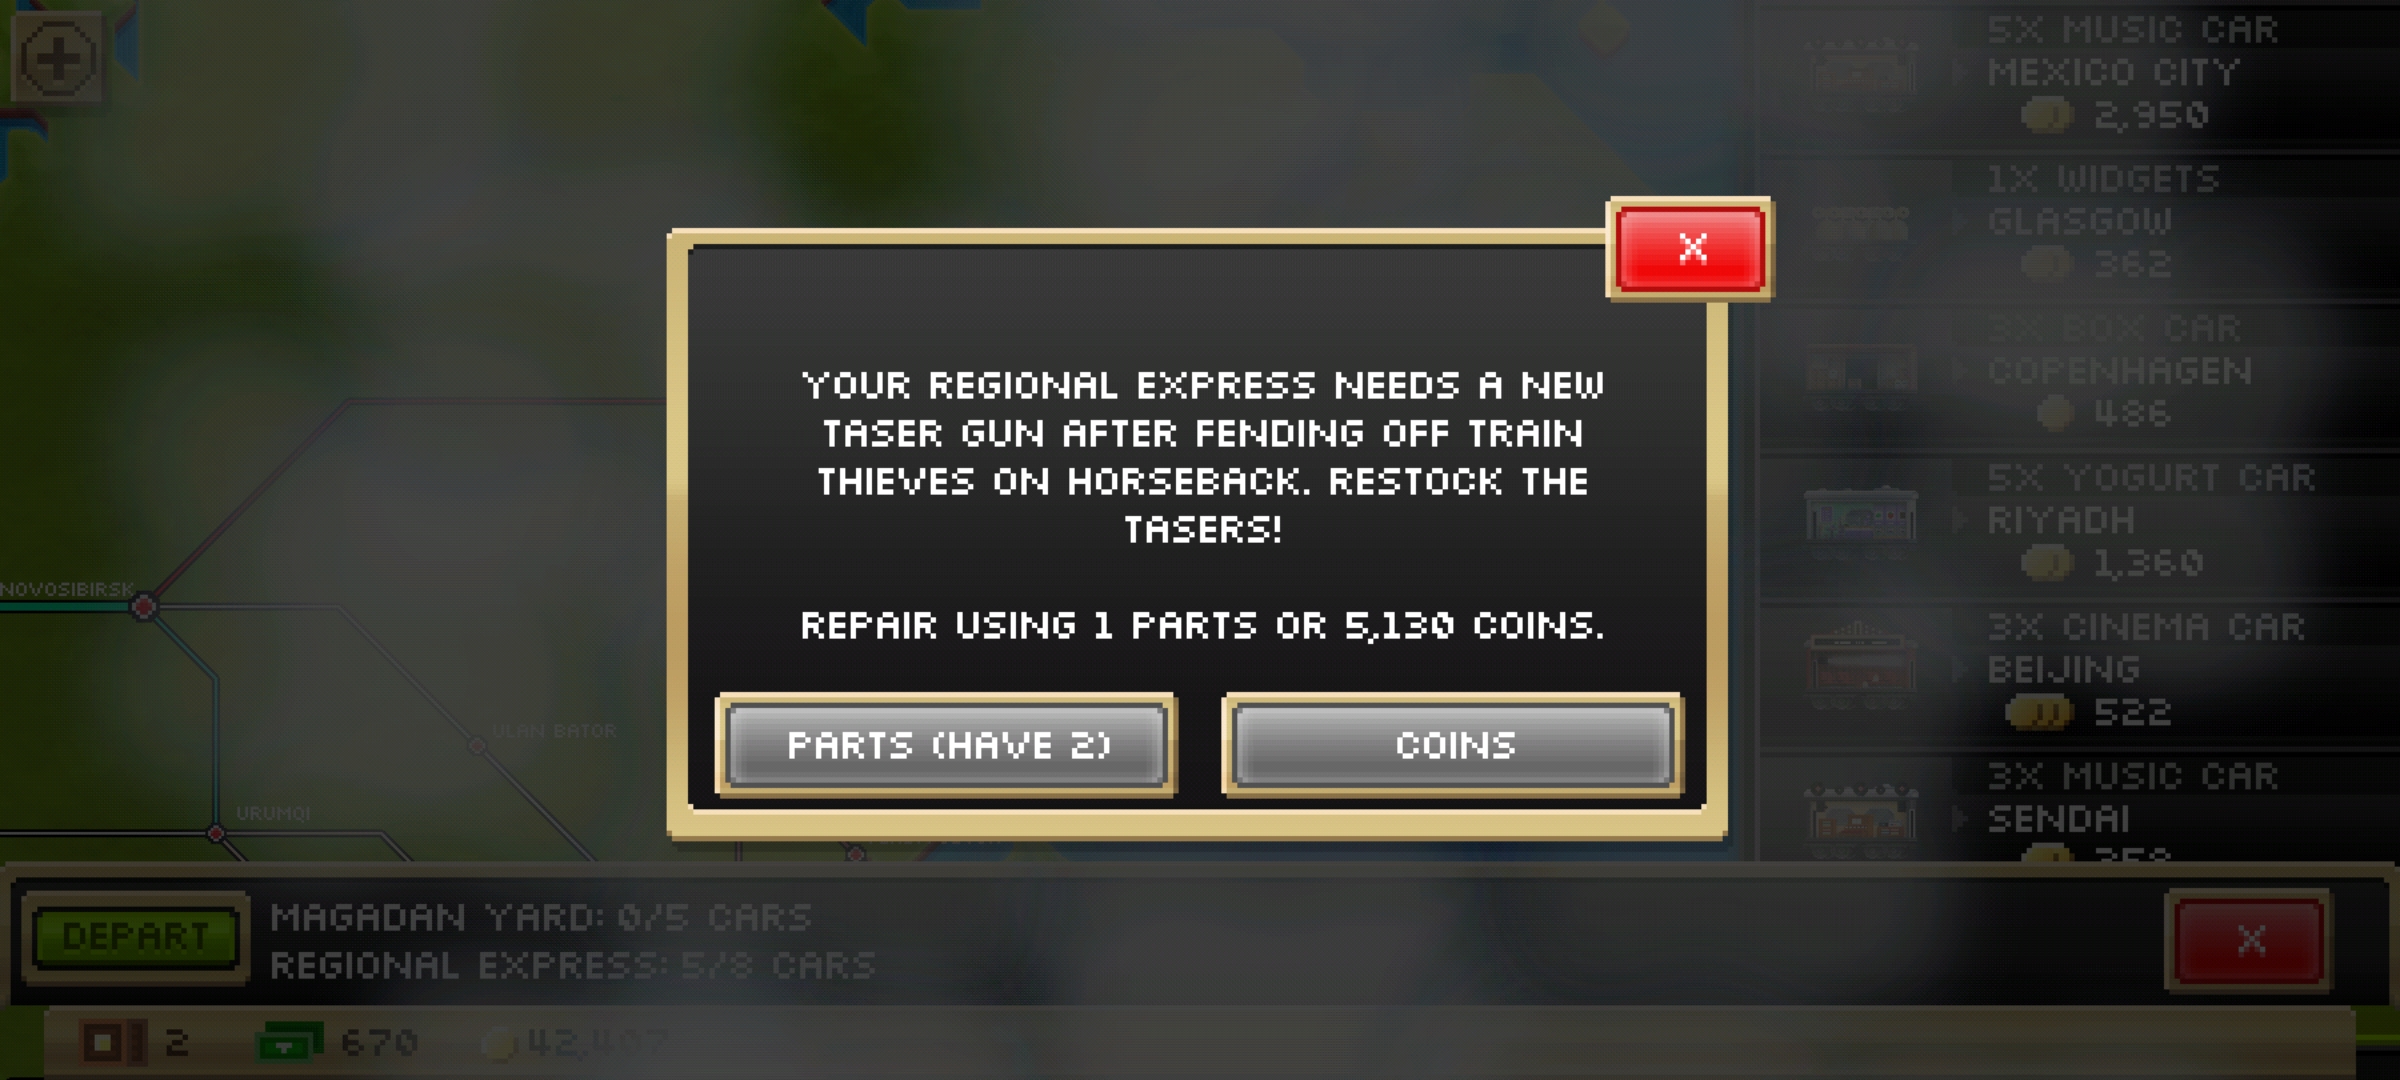 5X MUSIC CAR
MEXICO CITY
2,950
1X WIDGETS
GLASGOW
362
3X BOX CAR
COPENHAGEN
486
5X YOGURT CAR
RIYADH
1,360
3X CINEMA CAR
BEIJING
522
3X MUSIC CAR
SENDAI
X
YOUR REGIONAL EXPRESS NEEDS A NEW
TASER GUN AFTER FENDING OFF TRAIN
THIEVES ON HORSEBACK. RESTOCK THE
TASERS!
REPAIR USING 1 PARTS OR 5,130 COINS.
PARTS (HAVE 2)
COINS
NOVOSIBIRSK
ULAN BATOR
URUMQI
DEPART
MAGADAN YARD: 0/5 CARS
REGIONAL EXPRESS: 5/8 CARS
X
2
670
42,407